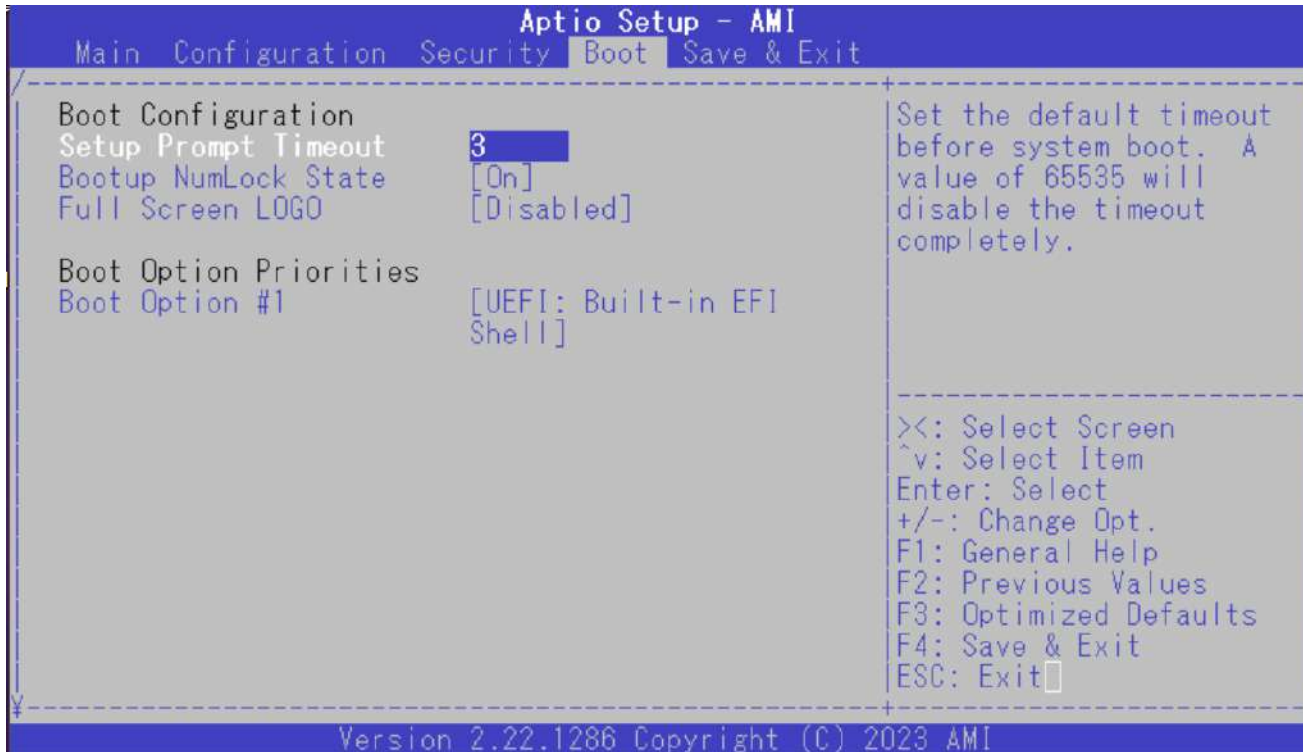 Aptio Setup - AMI
Main Configuration Security Boot Save & Exit
Boot Configuration
Setup Prompt Timeout 3
Bootup NumLock State [On]
Full Screen LOGO [Disabled]
Boot Option Priorities
Boot Option #1 [UEFI: Built-in EFI
Shell]
Set the default timeout
before system boot. A
value of 65535 will
disable the timeout
completely.
><: Select Screen
^v: Select Item
Enter: Select
+/-: Change Opt.
F1: General Help
F2: Previous Values
F3: Optimized Defaults
F4: Save & Exit
ESC: Exit
Version 2.22.1286 Copyright (C) 2023 AMI